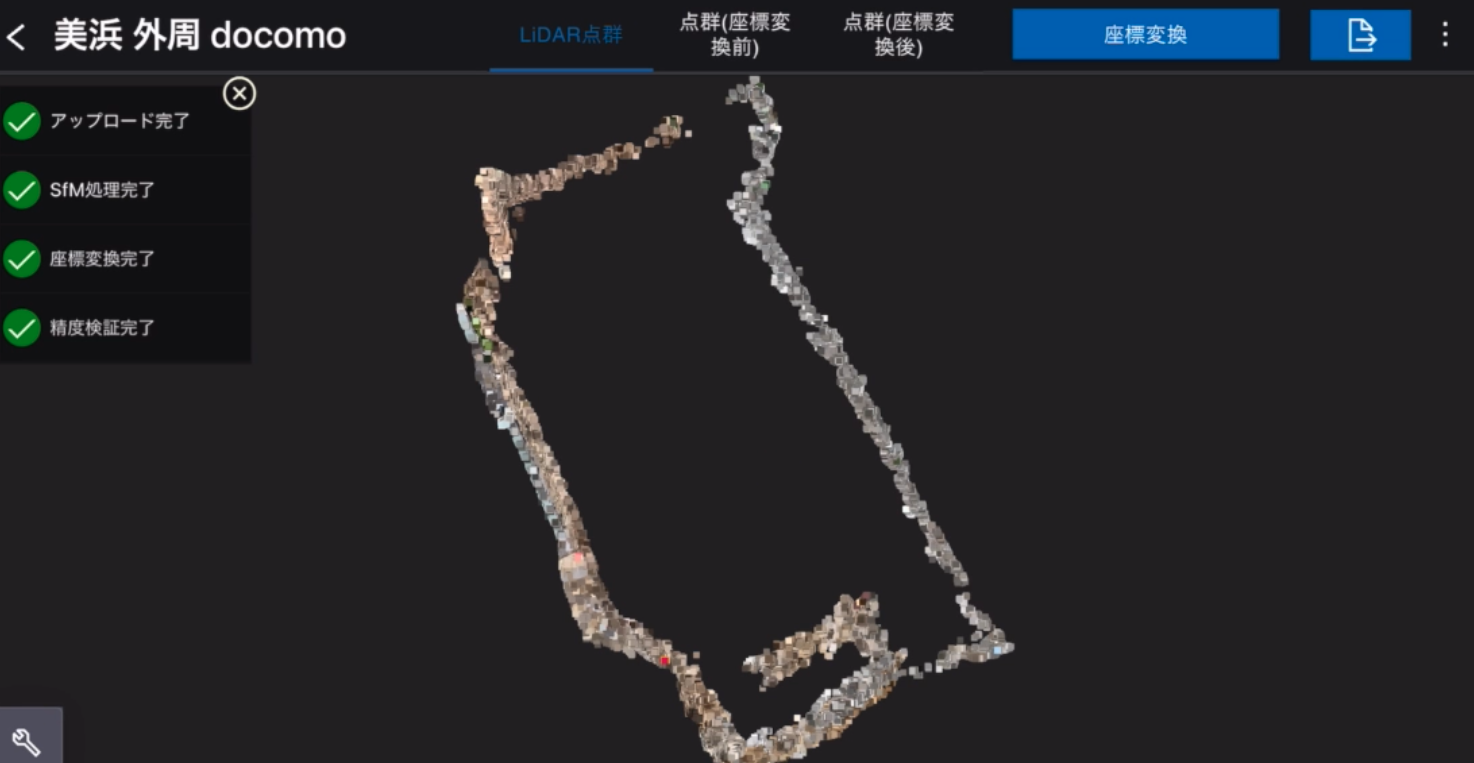 美浜 外周 docomo
LiDAR点群
点群(座標変
換前)
点群(座標変
換後)
座標変換
アップロード完了
SfM処理完了
座標変換完了
精度検証完了